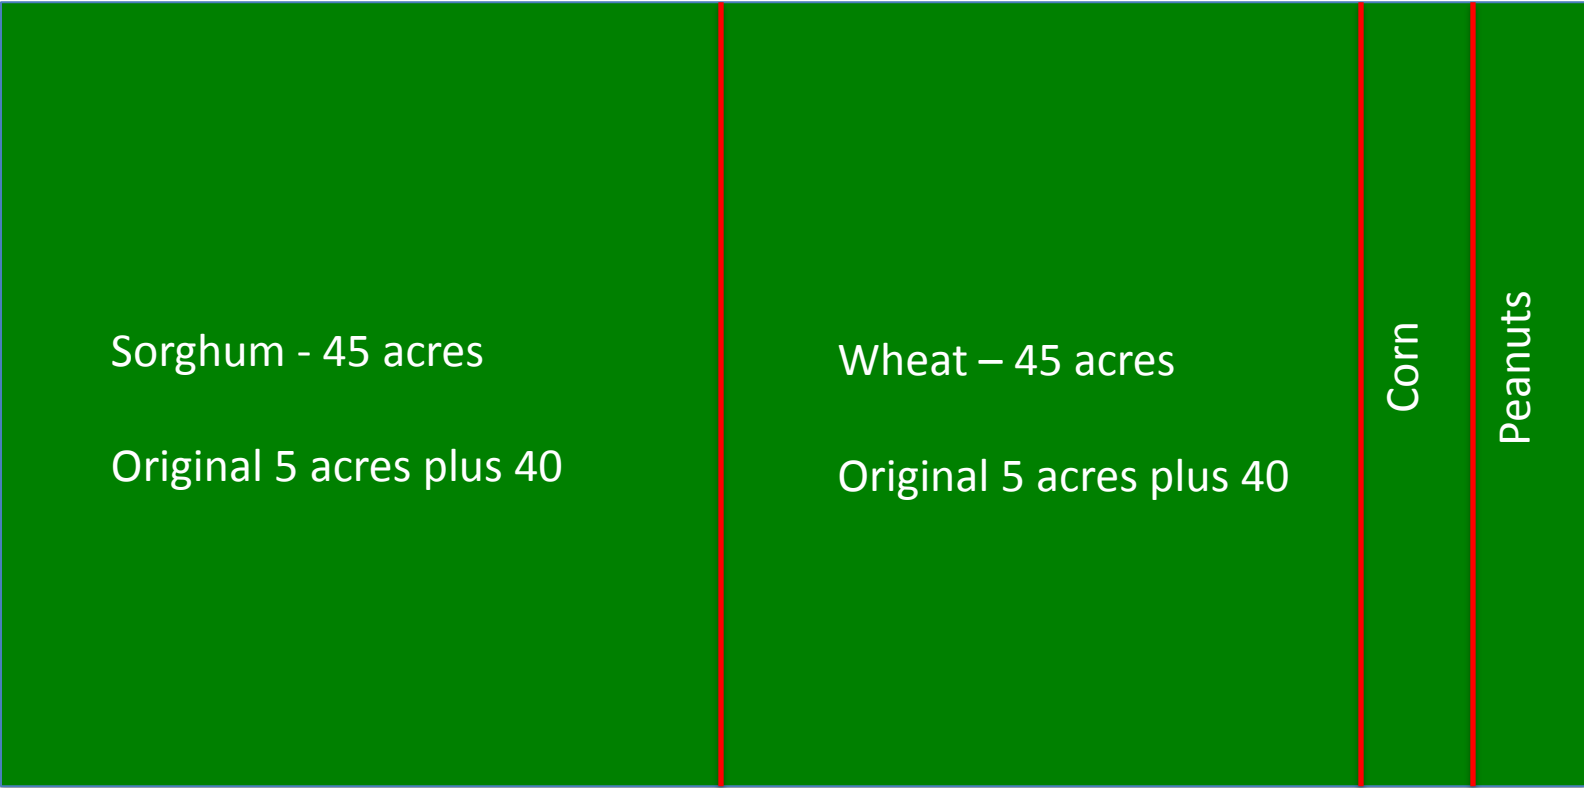 Sorghum - 45 acres
Original 5 acres plus 40
Wheat – 45 acres
Original 5 acres plus 40
Corn
Peanuts